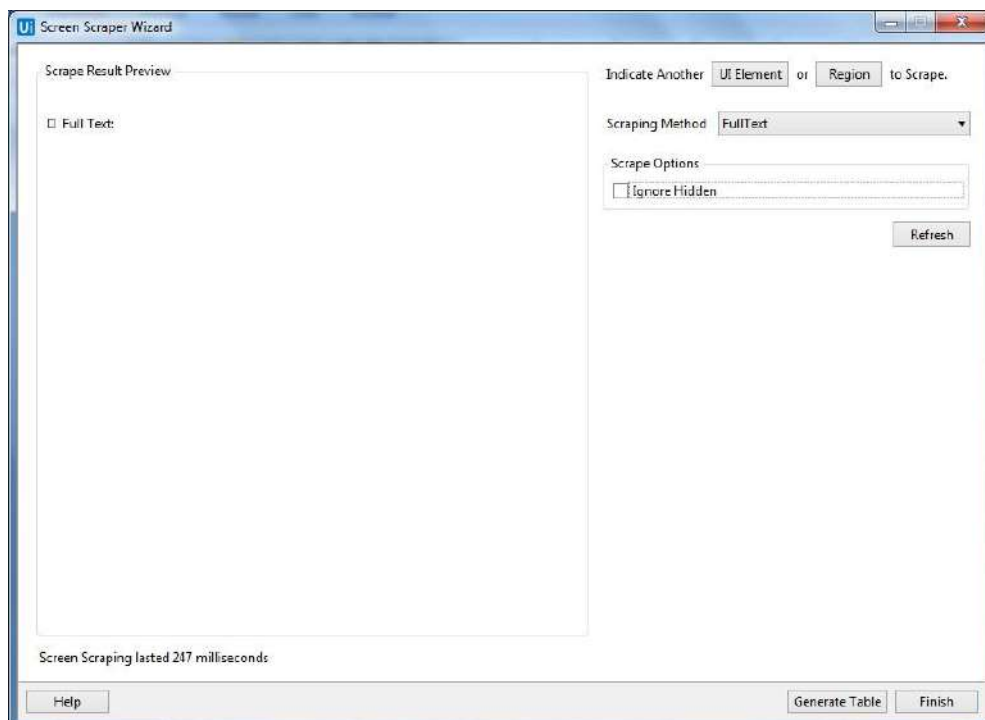 Ui Screen Scraper Wizard
Scrape Result Preview
Indicate Another UI Element or Region to Scrape.
□ Full Text:
Scraping Method FullText
Scrape Options
Ignore Hidden
Refresh
Screen Scraping lasted 247 milliseconds
Help
Generate Table
Finish